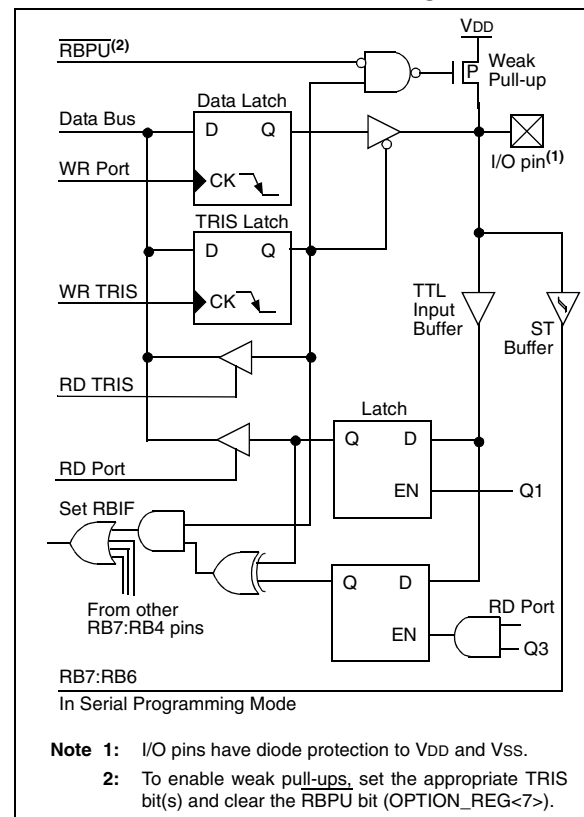 VDD
RBPU(2)
P
Weak
Pull-up
Data Bus
Data Latch
D Q
I/O pin(1)
WR Port
CK
TRIS Latch
D Q
WR TRIS
CK
TTL
Input
Buffer
ST
Buffer
RD TRIS
Latch
Q D
RD Port
EN
Q1
Set RBIF
Q D
RD Port
From other
RB7:RB4 pins
EN
Q3
RB7:RB6
In Serial Programming Mode
Note 1: I/O pins have diode protection to VDD and VSS.
2: To enable weak pull-ups, set the appropriate TRIS
bit(s) and clear the RBPU bit (OPTION_REG<7>).